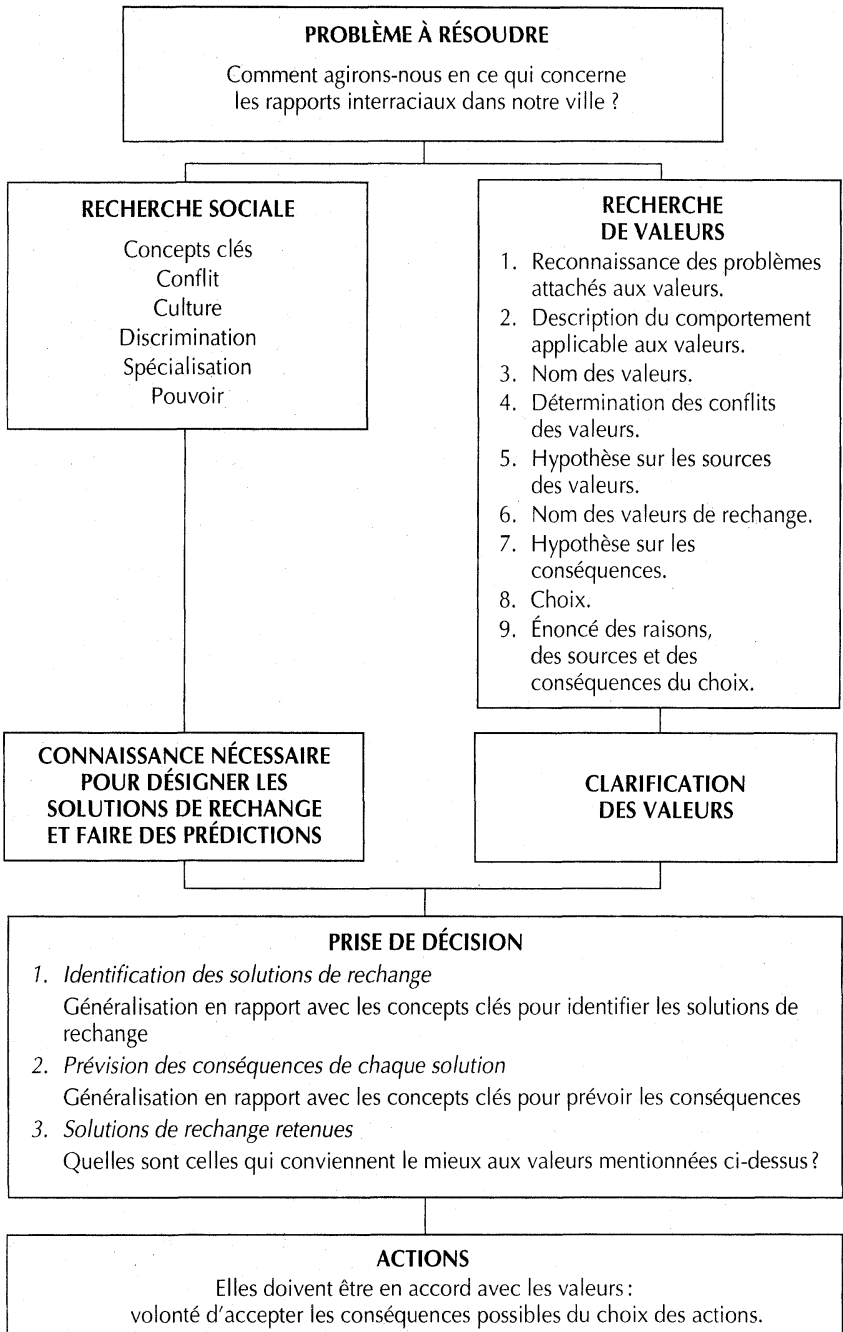 PROBLÈME À RÉSOUDRE
Comment agirons-nous en ce qui concerne
les rapports interraciaux dans notre ville ?
RECHERCHE SOCIALE
Concepts clés
Conflit
Culture
Discrimination
Spécialisation
Pouvoir
RECHERCHE
DE VALEURS
1. Reconnaissance des problèmes
attachés aux valeurs.
2. Description du comportement
applicable aux valeurs.
3. Nom des valeurs.
4. Détermination des conflits
des valeurs.
5. Hypothèse sur les sources
des valeurs.
6. Nom des valeurs de rechange.
7. Hypothèse sur les
conséquences.
8. Choix.
9. Énoncé des raisons,
des sources et des
conséquences du choix.
CONNAISSANCE NÉCESSAIRE
POUR DÉSIGNER LES
SOLUTIONS DE RECHANGE
ET FAIRE DES PRÉDICTIONS
CLARIFICATION
DES VALEURS
PRISE DE DÉCISION
1. Identification des solutions de rechange
Généralisation en rapport avec les concepts clés pour identifier les solutions de
rechange
2. Prévision des conséquences de chaque solution
Généralisation en rapport avec les concepts clés pour prévoir les conséquences
3. Solutions de rechange retenues
Quelles sont celles qui conviennent le mieux aux valeurs mentionnées ci-dessus?
ACTIONS
Elles doivent être en accord avec les valeurs :
volonté d'accepter les conséquences possibles du choix des actions.